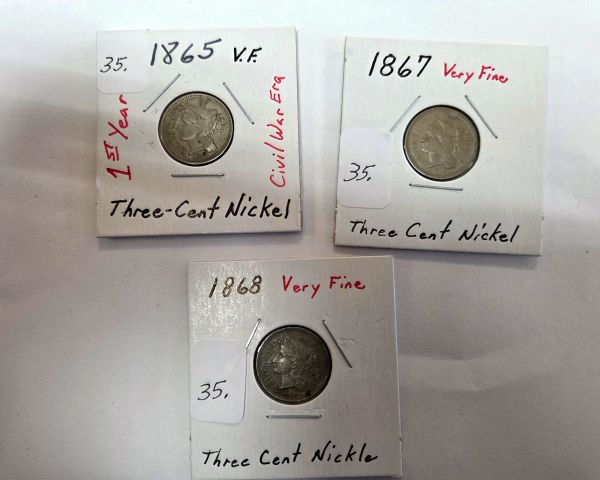 35.
1865 V.F.
1st Year
Civil War Era
Three-Cent Nickel
1867 Very Fine
35.
Three Cent Nickel
1868 Very Fine
35.
Three Cent Nickle